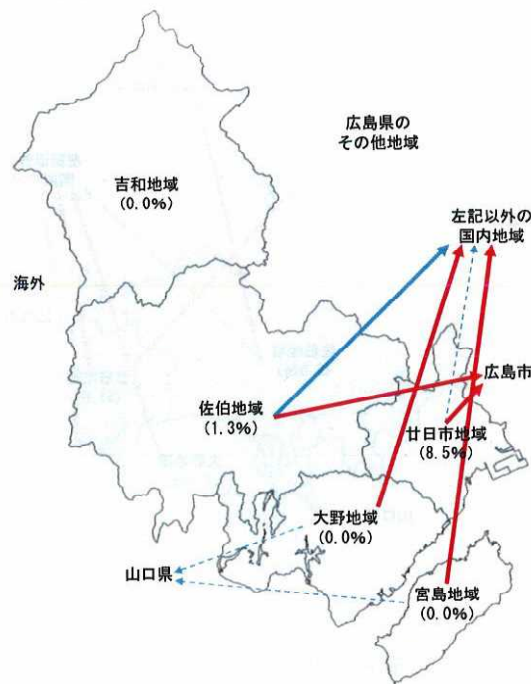 広島県の
その他地域
吉和地域
(0.0%)
左記以外の
国内地域
海外
広島市
佐伯地域
(1.3%)
廿日市地域
(8.5%)
大野地域
(0.0%)
山口県
宮島地域
(0.0%)